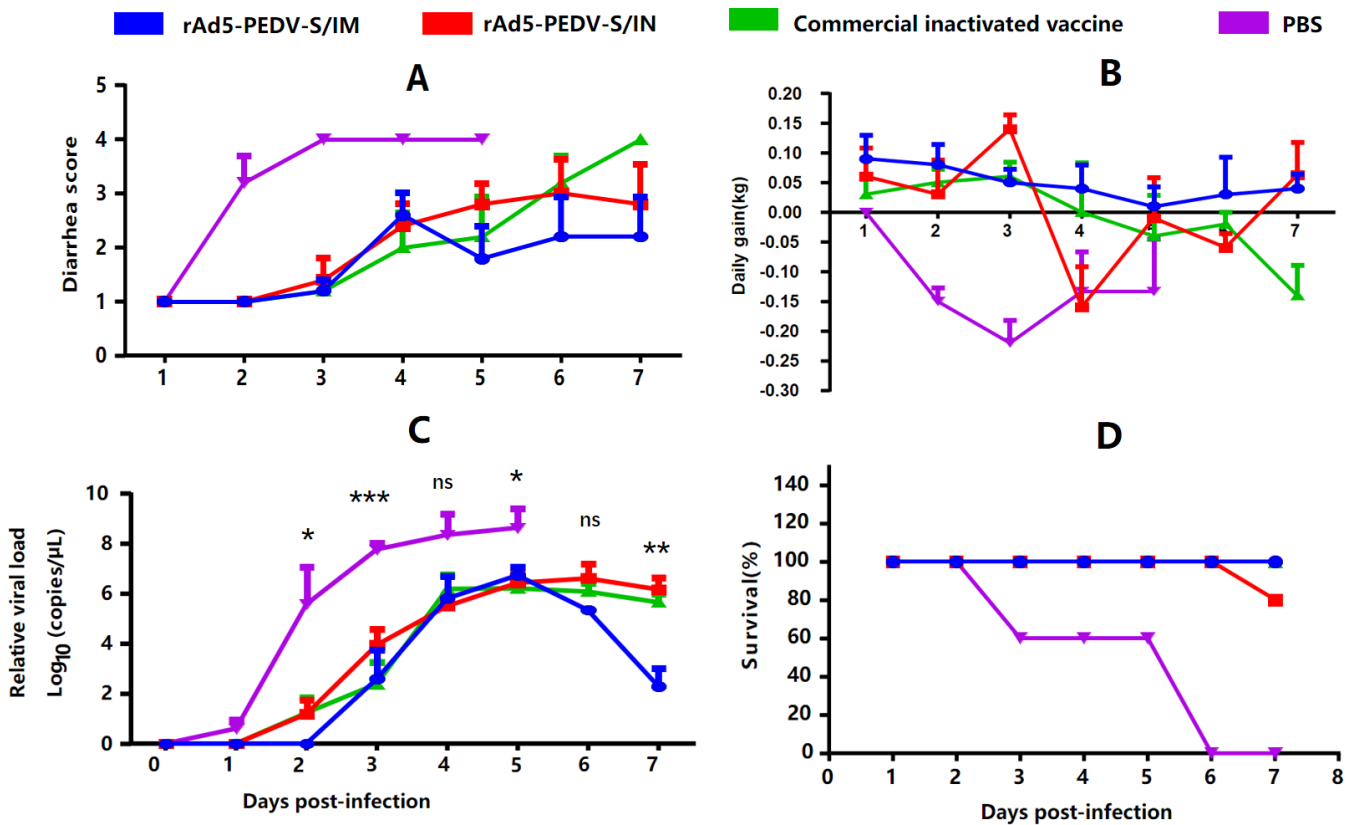 rAd5-PEDV-S/IM rAd5-PEDV-S/IN Commercial inactivated vaccine PBS
A
Diarrhea score
5
4
3
2
1
0
1 2 3 4 5 6 7
B
Daily gain(kg)
0.20
0.15
0.10
0.05
0.00
-0.05
-0.10
-0.15
-0.20
-0.25
-0.30
1 2 3 4 5 6 7
C
Relative viral load
Log10 (copies/μL)
10
8
6
4
2
0
* *** ns * ns **
0 1 2 3 4 5 6 7
Days post-infection
D
Survival(%)
140
120
100
80
60
40
20
0
0 1 2 3 4 5 6 7 8
Days post-infection